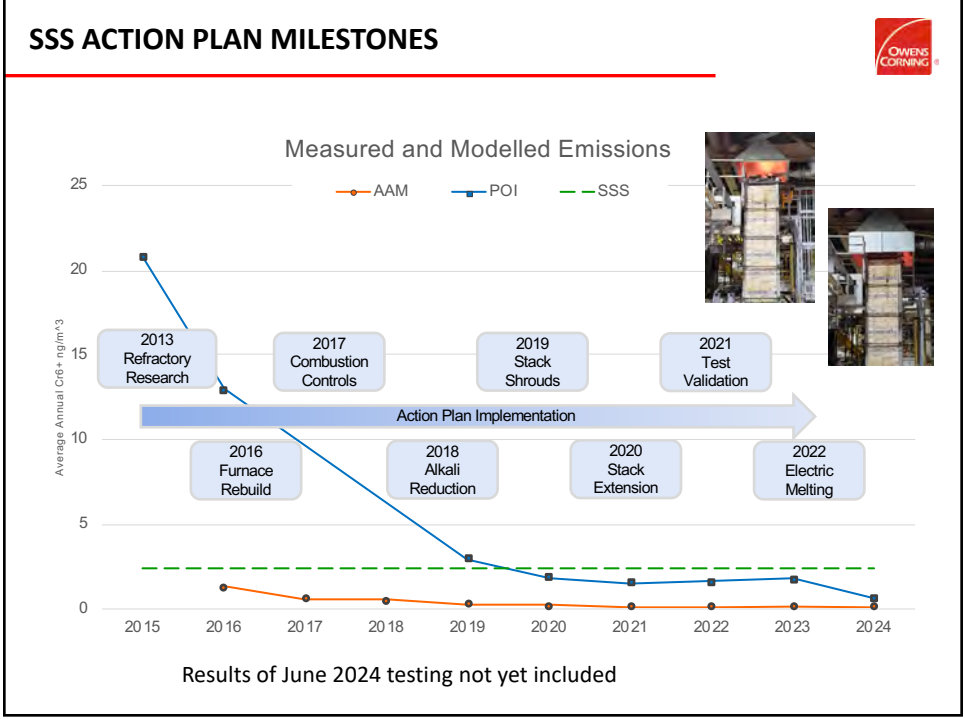 SSS ACTION PLAN MILESTONES
OWENS
CORNING
®
Measured and Modelled Emissions
AAM POI SSS
Average Annual Cr6+ ng/m^3
25
20
15
10
5
0
2013
Refractory
Research
2017
Combustion
Controls
2019
Stack
Shrouds
2021
Test
Validation
Action Plan Implementation
2016
Furnace
Rebuild
2018
Alkali
Reduction
2020
Stack
Extension
2022
Electric
Melting
2015 2016 2017 2018 2019 2020 2021 2022 2023 2024
Results of June 2024 testing not yet included